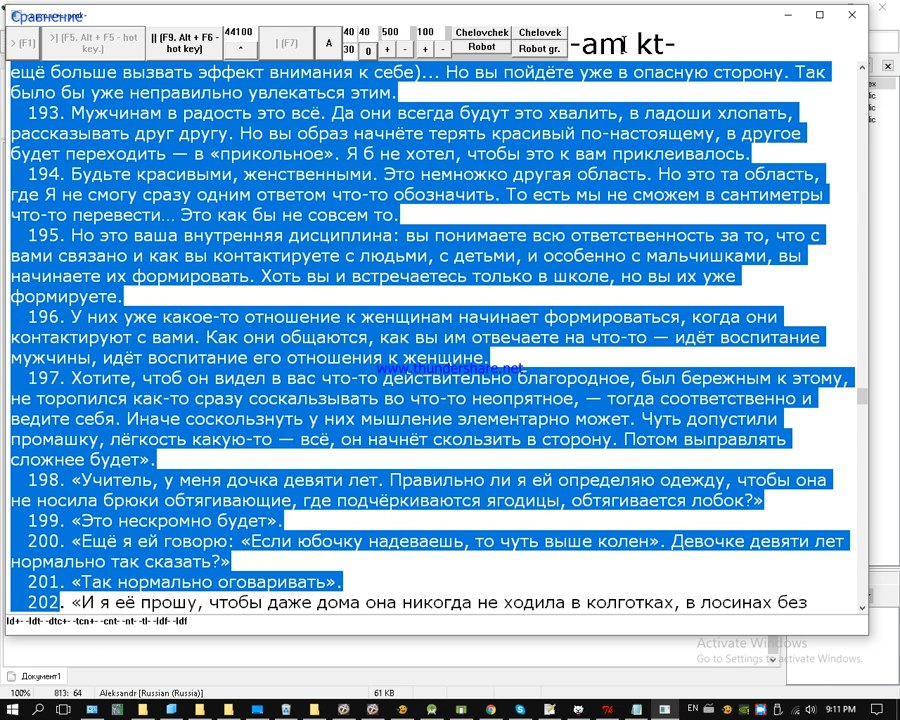 Сравнение
> [F1]
>| (F5. Alt + F5 - hot key.)
|| (F9. Alt + F6 - hot key)
44100
^
| [F7]
A
40 40 500 100
30 0 + - + -
Chelovchek Chelovek
Robot Robot gr.
-am kt-
ещё больше вызвать эффект внимания к себе)... Но вы пойдёте уже в опасную сторону. Так
было бы уже неправильно увлекаться этим.
193. Мужчинам в радость это всё. Да они всегда будут это хвалить, в ладоши хлопать,
рассказывать друг другу. Но вы образ начнёте терять красивый по-настоящему, в другое
будет переходить — в «прикольное». Я б не хотел, чтобы это к вам приклеивалось.
194. Будьте красивыми, женственными. Это немножко другая область. Но это та область,
где Я не смогу сразу одним ответом что-то обозначить. То есть мы не сможем в сантиметры
что-то перевести... Это как бы не совсем то.
195. Но это ваша внутренняя дисциплина: вы понимаете всю ответственность за то, что с
вами связано и как вы контактируете с людьми, с детьми, и особенно с мальчишками, вы
начинаете их формировать. Хоть вы и встречаетесь только в школе, но вы их уже
формируете.
196. У них уже какое-то отношение к женщинам начинает формироваться, когда они
контактируют с вами. Как они общаются, как вы им отвечаете на что-то — идёт воспитание
мужчины, идёт воспитание его отношения к женщине.
www.thundershare.net
197. Хотите, чтоб он видел в вас что-то действительно благородное, был бережным к этому,
не торопился как-то сразу соскальзывать во что-то неопрятное, — тогда соответственно и
ведите себя. Иначе соскользнуть у них мышление элементарно может. Чуть допустили
промашку, лёгкость какую-то — всё, он начнёт скользить в сторону. Потом выправлять
сложнее будет».
198. «Учитель, у меня дочка девяти лет. Правильно ли я ей определяю одежду, чтобы она
не носила брюки обтягивающие, где подчёркиваются ягодицы, обтягивается лобок?»
199. «Это нескромно будет».
200. «Ещё я ей говорю: «Если юбочку надеваешь, то чуть выше колен». Девочке девяти лет
нормально так сказать?»
201. «Так нормально оговаривать».
202. «И я её прошу, чтобы даже дома она никогда не ходила в колготках, в лосинах без
ld+- -ldt- -dtc+- -tcn+- -cnt- -nt- -tl- -ldf- -ldf
Activate Windows
Go to Settings to activate Windows.
Документ1
100% 813: 64 Aleksandr [Russian (Russia)] 61 KB
EN 9:11 PM